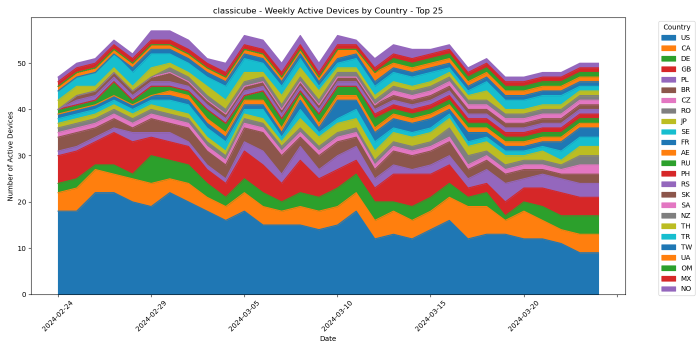 classicube - Weekly Active Devices by Country - Top 25
Number of Active Devices
50
40
30
20
10
0
2024-02-24
2024-02-29
2024-03-05
2024-03-10
2024-03-15
2024-03-20
Date
Country
US
CA
DE
GB
PL
BR
CZ
RO
JP
SE
FR
AE
RU
PH
RS
SK
SA
NZ
TH
TR
TW
UA
OM
MX
NO